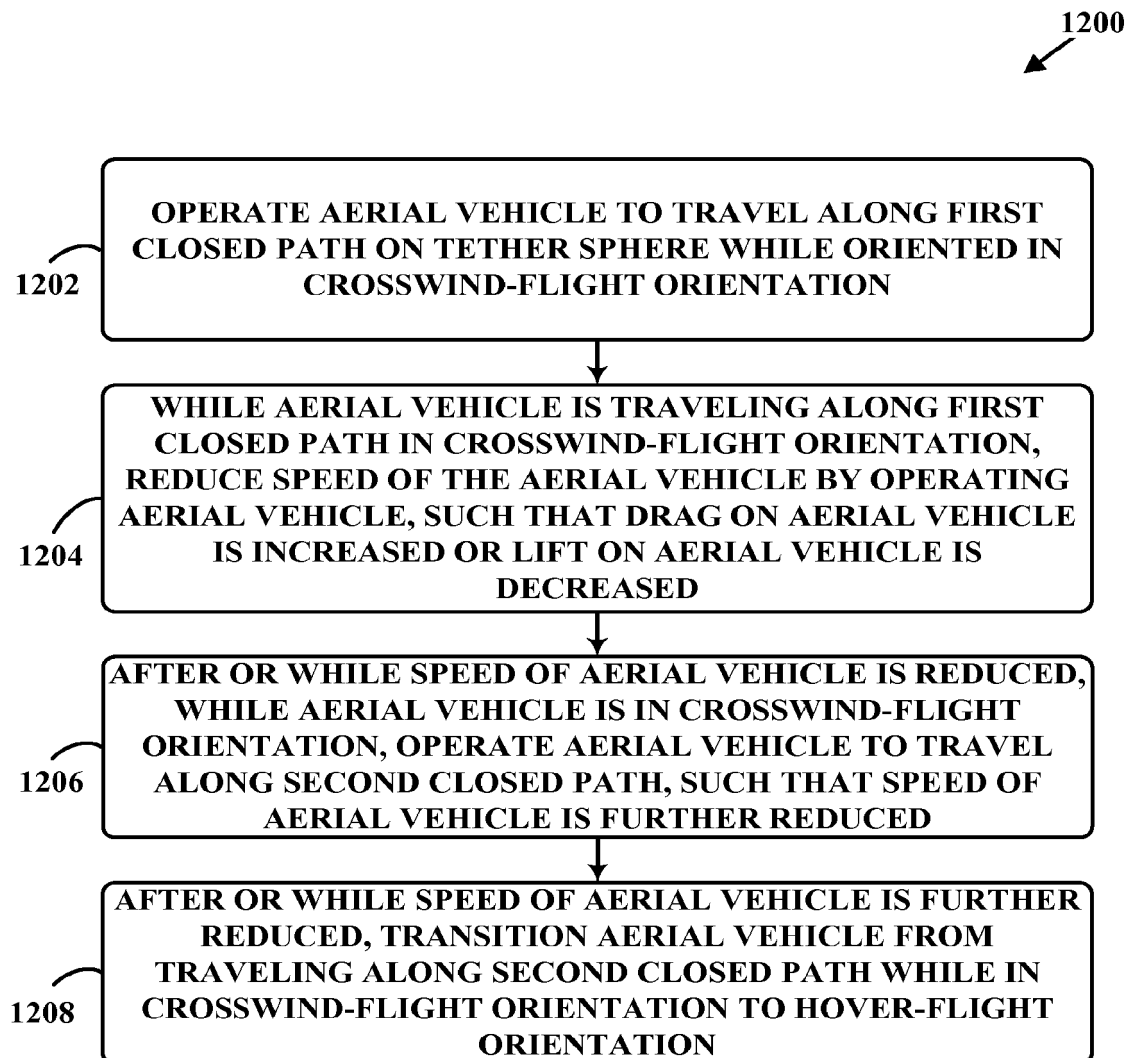 1200
OPERATE AERIAL VEHICLE TO TRAVEL ALONG FIRST
CLOSED PATH ON TETHER SPHERE WHILE ORIENTED IN
CROSSWIND-FLIGHT ORIENTATION
1202
WHILE AERIAL VEHICLE IS TRAVELING ALONG FIRST
CLOSED PATH IN CROSSWIND-FLIGHT ORIENTATION,
REDUCE SPEED OF THE AERIAL VEHICLE BY OPERATING
AERIAL VEHICLE, SUCH THAT DRAG ON AERIAL VEHICLE
IS INCREASED OR LIFT ON AERIAL VEHICLE IS
DECREASED
1204
AFTER OR WHILE SPEED OF AERIAL VEHICLE IS REDUCED,
WHILE AERIAL VEHICLE IS IN CROSSWIND-FLIGHT
ORIENTATION, OPERATE AERIAL VEHICLE TO TRAVEL
ALONG SECOND CLOSED PATH, SUCH THAT SPEED OF
AERIAL VEHICLE IS FURTHER REDUCED
1206
AFTER OR WHILE SPEED OF AERIAL VEHICLE IS FURTHER
REDUCED, TRANSITION AERIAL VEHICLE FROM
TRAVELING ALONG SECOND CLOSED PATH WHILE IN
CROSSWIND-FLIGHT ORIENTATION TO HOVER-FLIGHT
ORIENTATION
1208